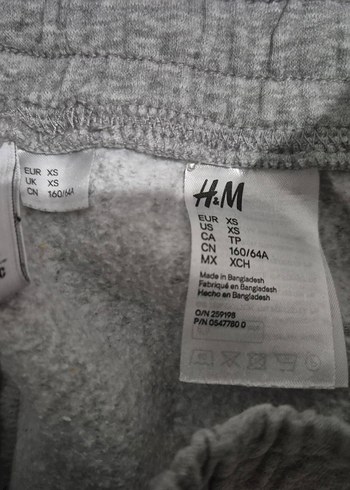 EUR XS
UK XS
CN 160/64A
C
H&M
EUR XS
US XS
CA TP
CN 160/64A
MX XCH
Made in Bangladesh
Fabriqué en Bangladesh
Hecho en Bangladesh
O/N 259198
P/N 0547780 0